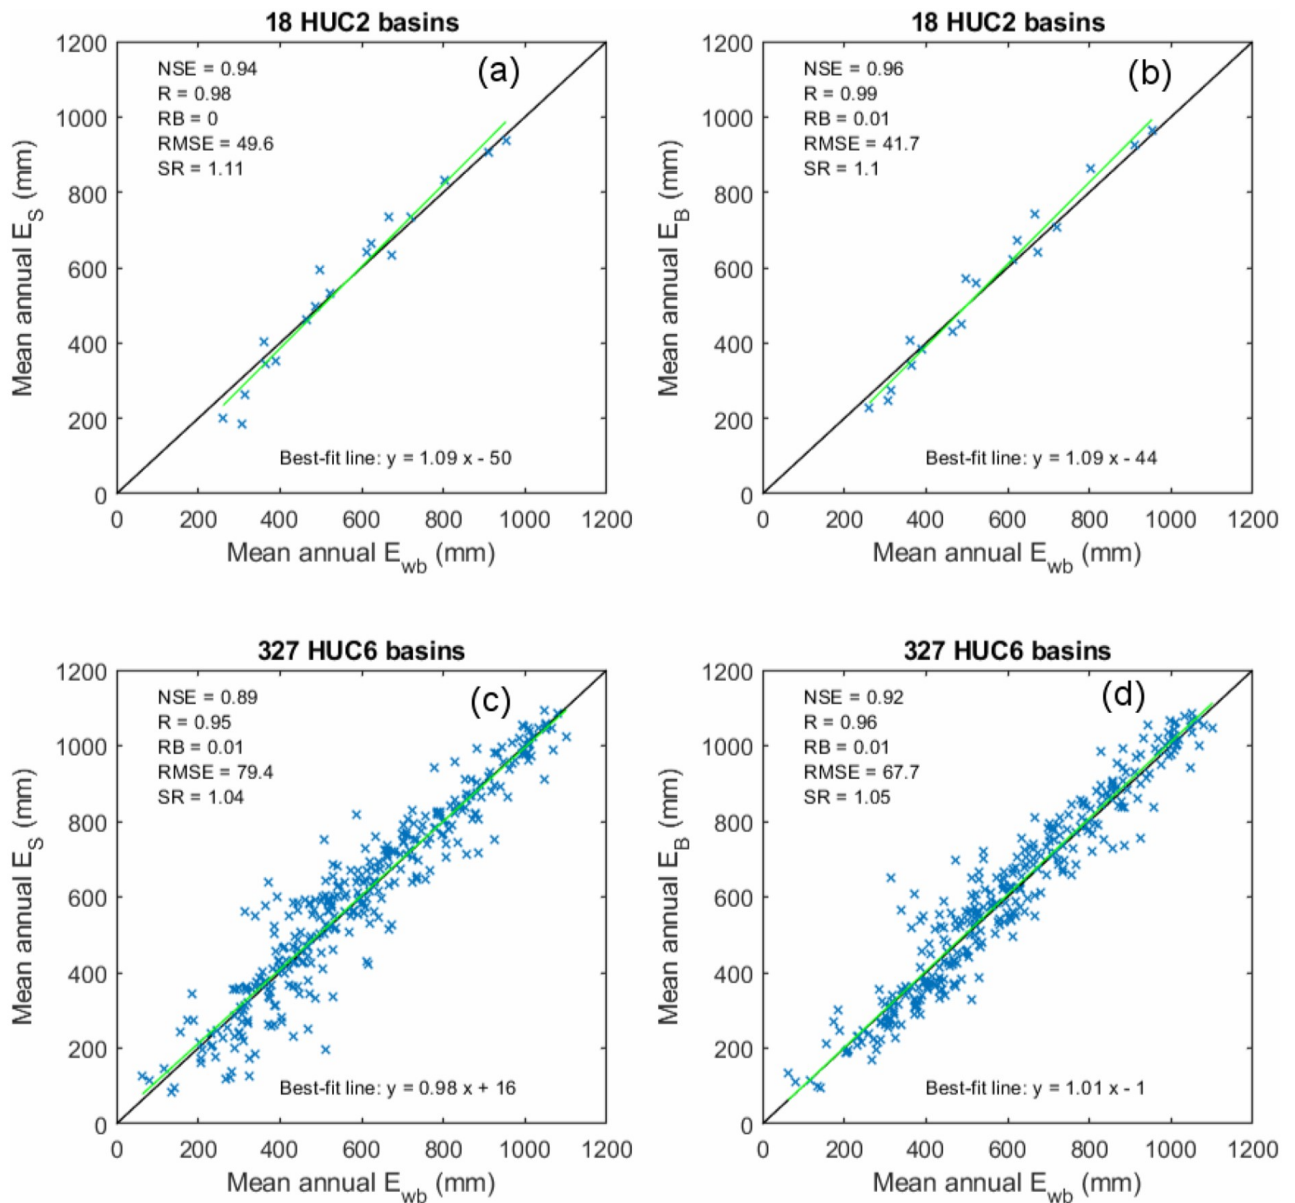 18 HUC2 basins
(a)
NSE = 0.94
R = 0.98
RB = 0
RMSE = 49.6
SR = 1.11
Best-fit line: y = 1.09 x - 50
Mean annual E_S (mm)
1200
1000
800
600
400
200
0
0 200 400 600 800 1000 1200
Mean annual E_wb (mm)
18 HUC2 basins
(b)
NSE = 0.96
R = 0.99
RB = 0.01
RMSE = 41.7
SR = 1.1
Best-fit line: y = 1.09 x - 44
Mean annual E_B (mm)
1200
1000
800
600
400
200
0
0 200 400 600 800 1000 1200
Mean annual E_wb (mm)
327 HUC6 basins
(c)
NSE = 0.89
R = 0.95
RB = 0.01
RMSE = 79.4
SR = 1.04
Best-fit line: y = 0.98 x + 16
Mean annual E_S (mm)
1200
1000
800
600
400
200
0
0 200 400 600 800 1000 1200
Mean annual E_wb (mm)
327 HUC6 basins
(d)
NSE = 0.92
R = 0.96
RB = 0.01
RMSE = 67.7
SR = 1.05
Best-fit line: y = 1.01 x - 1
Mean annual E_B (mm)
1200
1000
800
600
400
200
0
0 200 400 600 800 1000 1200
Mean annual E_wb (mm)